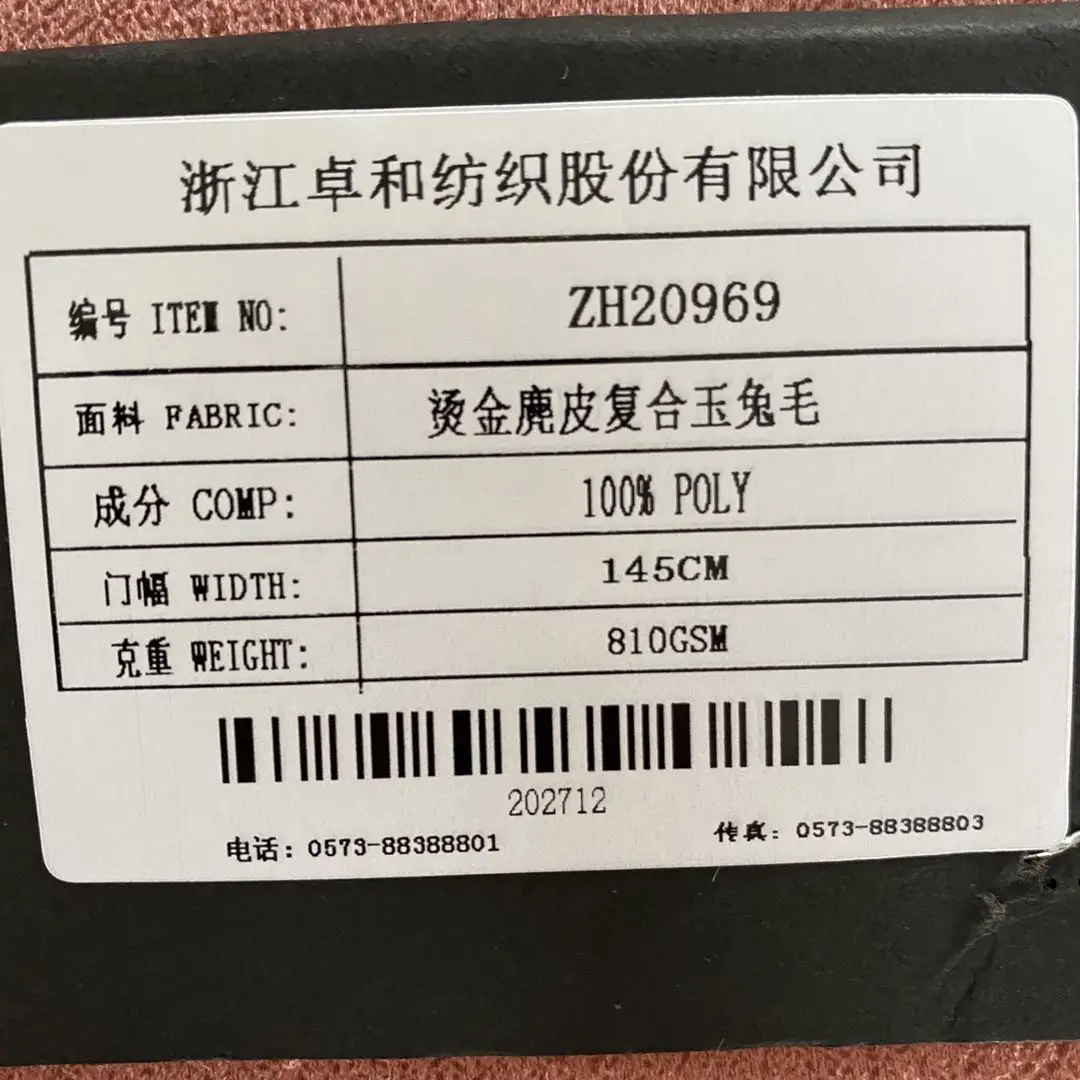 浙江卓和纺织股份有限公司
编号 ITEM NO: ZH20969
面料 FABRIC: 烫金麂皮复合玉兔毛
成分 COMP: 100% POLY
门幅 WIDTH: 145CM
克重 WEIGHT: 810GSM
202712
电话: 0573-88388801 传真: 0573-88388803